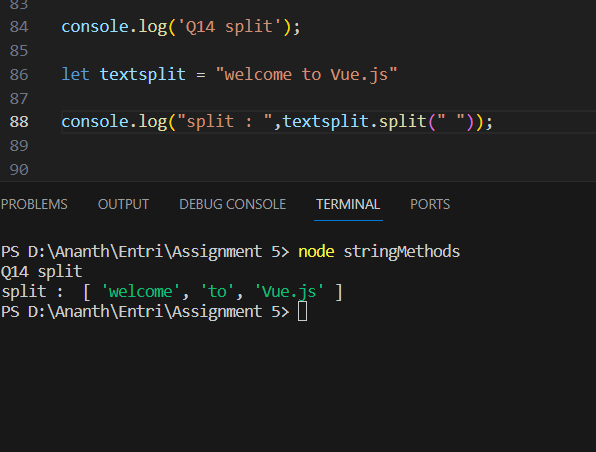 83
84 console.log('Q14 split');
85
86 let textsplit = "welcome to Vue.js"
87
88 console.log("split : ",textsplit.split(" "));
89
90
PROBLEMS OUTPUT DEBUG CONSOLE TERMINAL PORTS
PS D:\Ananth\Entri\Assignment 5> node stringMethods
Q14 split
split :  [ 'welcome', 'to', 'Vue.js' ]
PS D:\Ananth\Entri\Assignment 5>